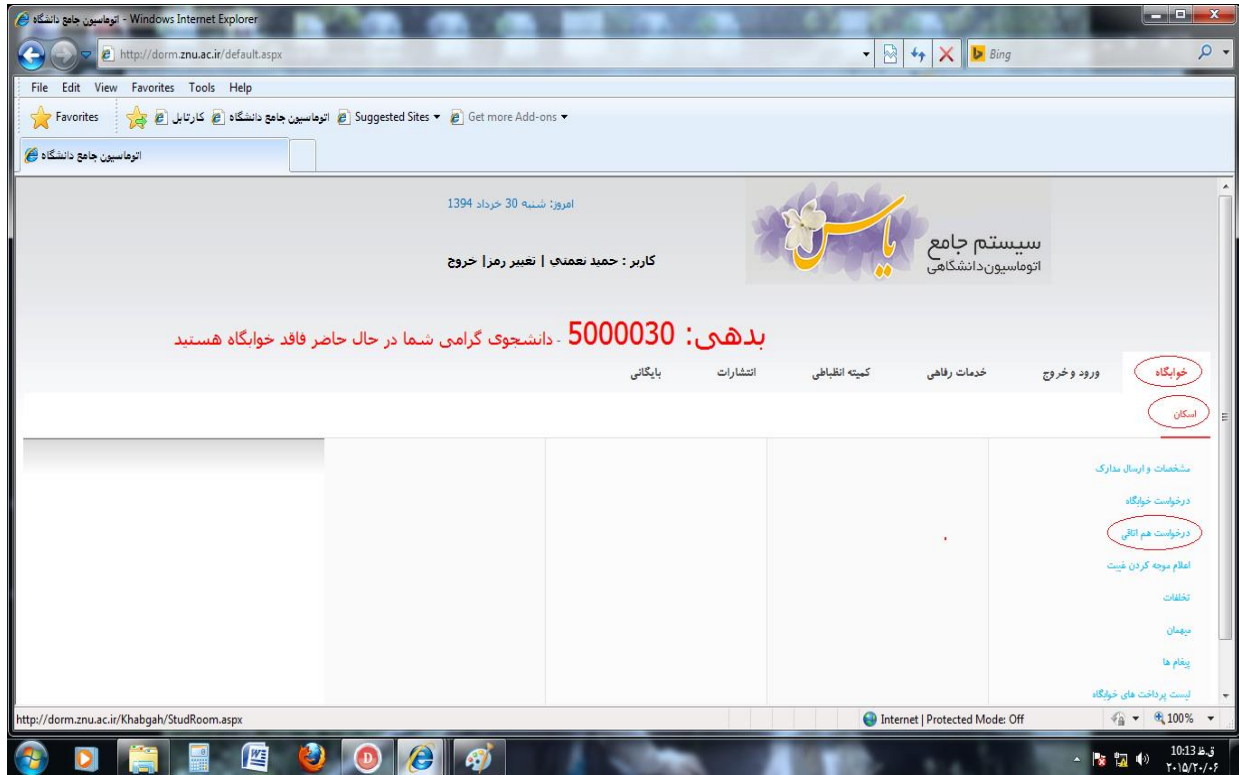 اتوماسیون جامع دانشگاه - Windows Internet Explorer
http://dorm.znu.ac.ir/default.aspx
Bing
File Edit View Favorites Tools Help
Favorites کارتابل اتوماسیون جامع دانشگاه Suggested Sites Get more Add-ons
اتوماسیون جامع دانشگاه
امروز: شنبه 30 خرداد 1394
یاس
سیستم جامع
اتوماسیون دانشگاهی
کاربر : حمید نعمتی | تغییر رمز| خروج
بدهی: 5000030 - دانشجوی گرامی شما در حال حاضر فاقد خوابگاه هستید
خوابگاه ورود و خروج خدمات رفاهی کمیته انظباطی انتشارات بایگانی
اسکان
مشخصات و ارسال مدارک
درخواست خوابگاه
درخواست هم اتاقی
اعلام موجه کردن غیبت
تخلفات
میهمان
پیغام ها
لیست پرداخت های خوابگاه
http://dorm.znu.ac.ir/Khabgah/StudRoom.aspx
Internet | Protected Mode: Off
100%
10:13 ق.ظ
۲۰۱۵/۲۰/۰۶